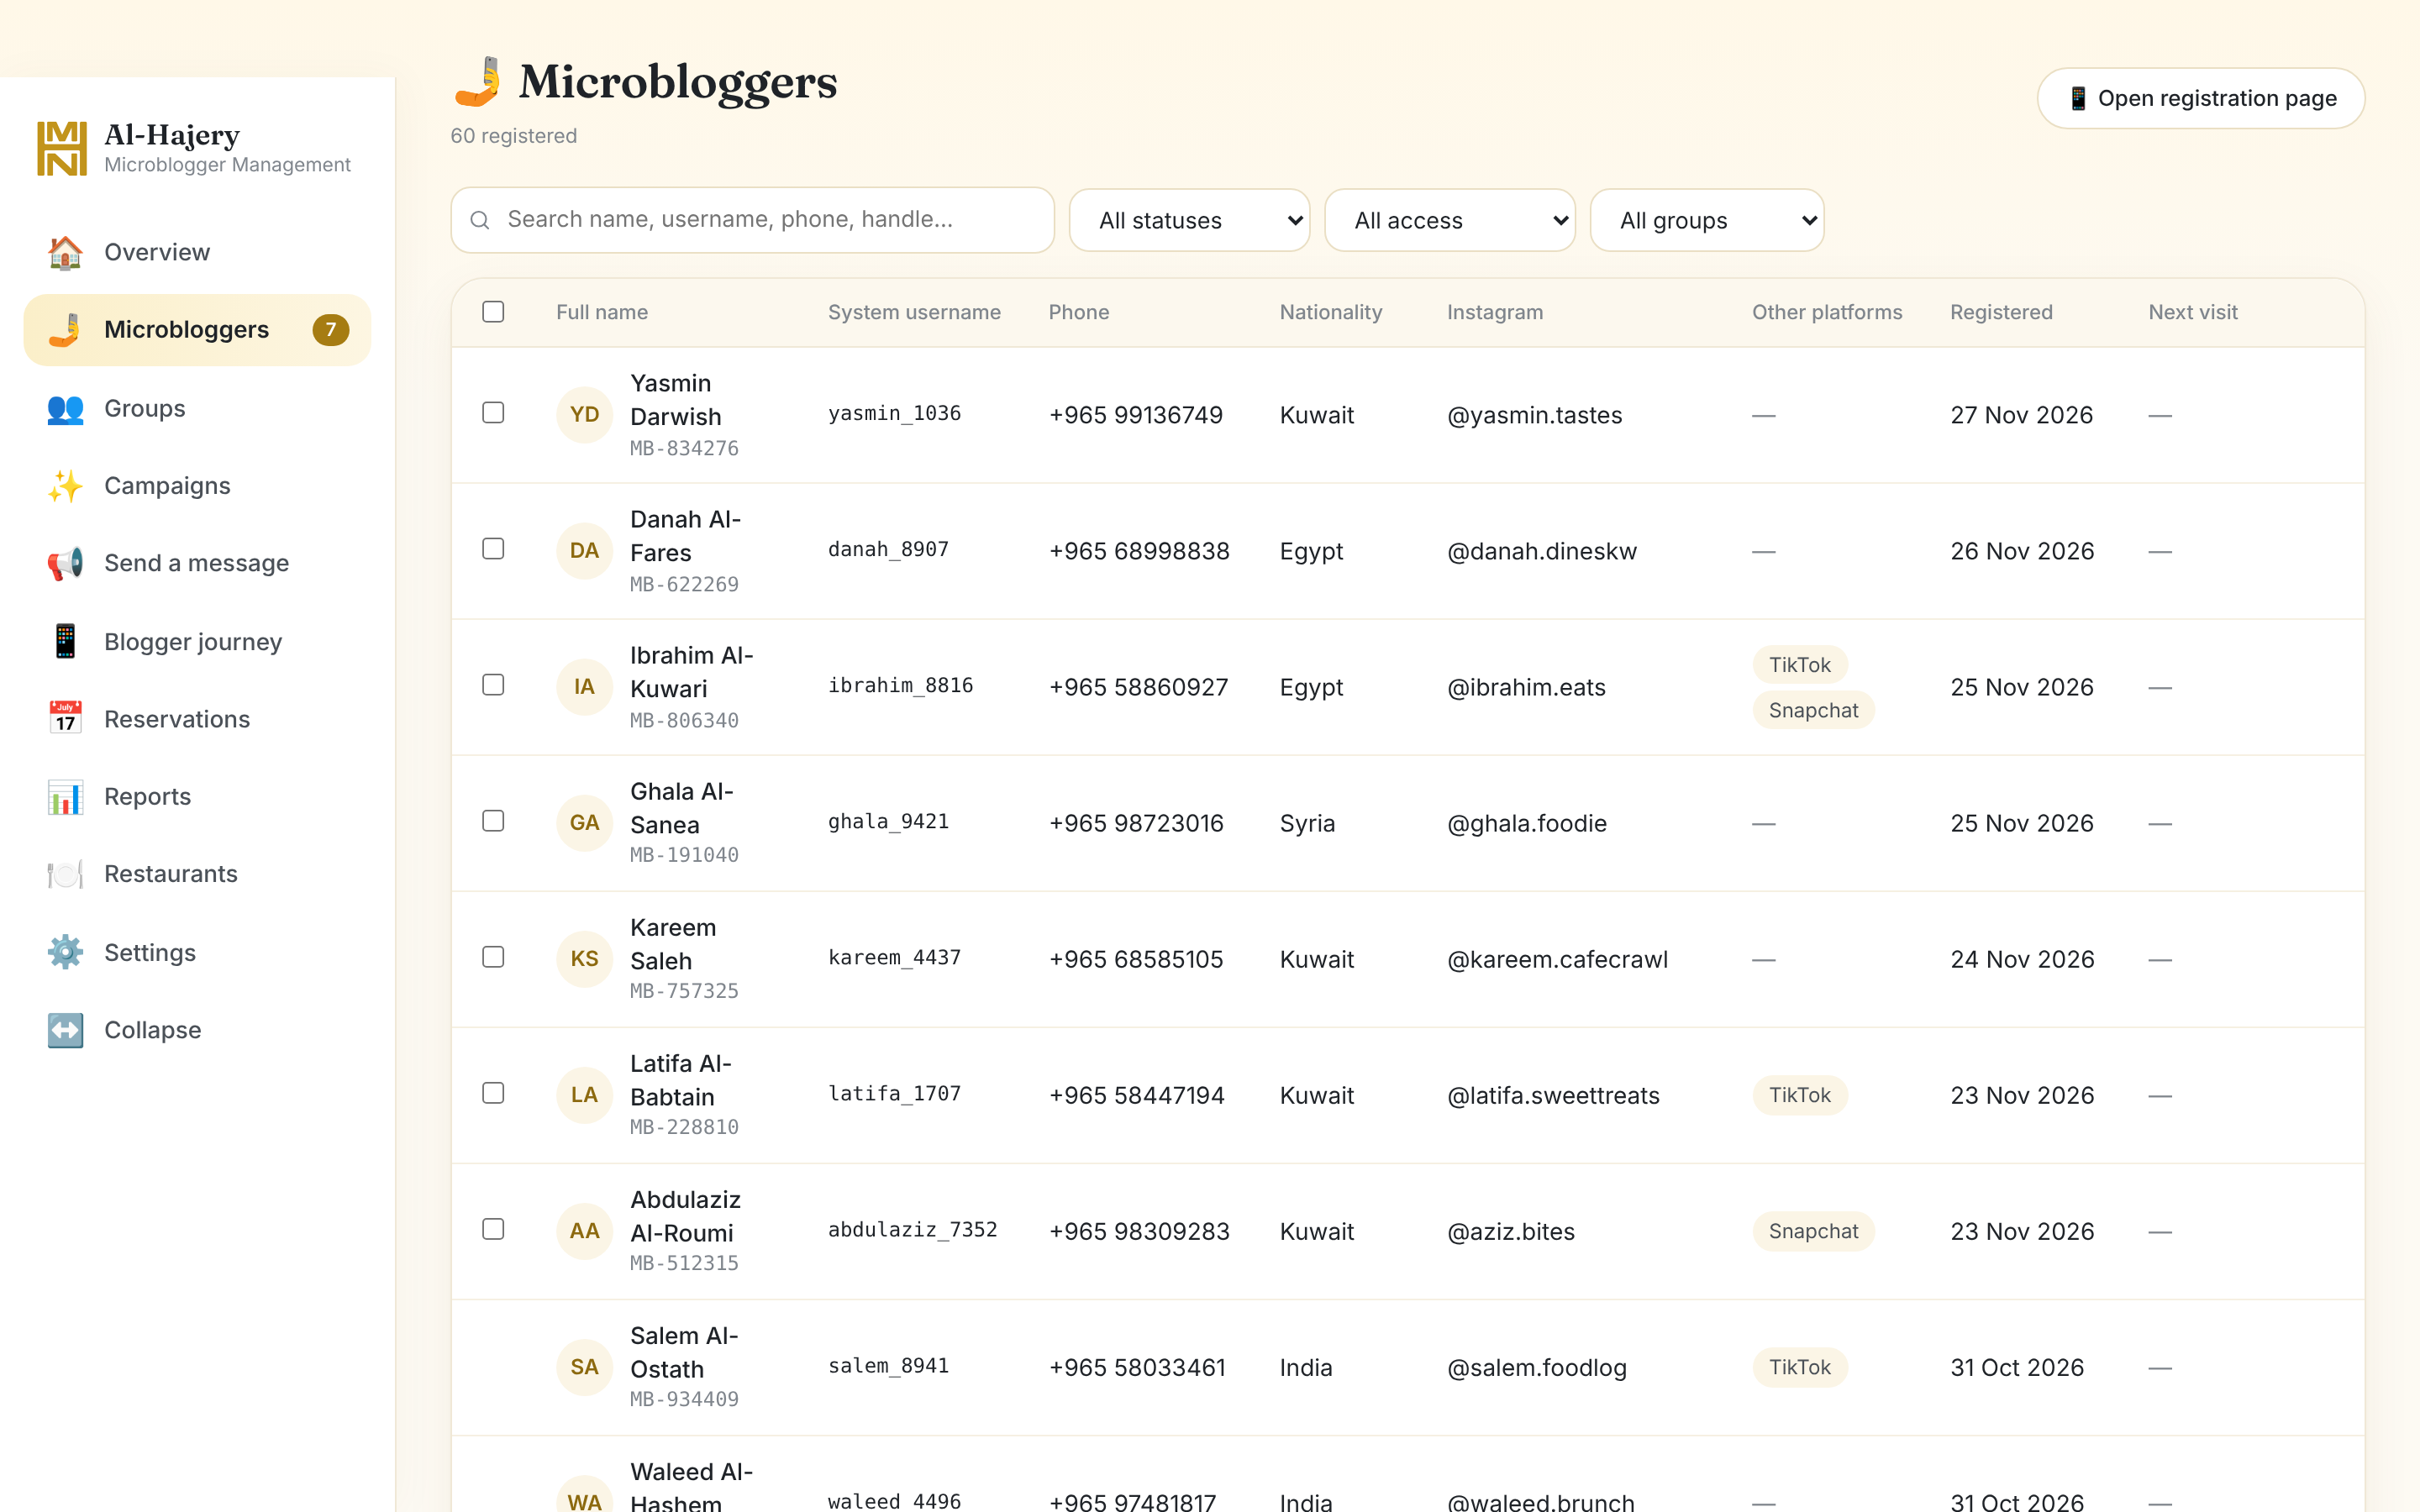 Al-Hajery
Microblogger Management
Overview
Microbloggers 7
Groups
Campaigns
Send a message
Blogger journey
July
17
Reservations
Reports
Restaurants
Settings
Collapse
Microbloggers
60 registered
Open registration page
Search name, username, phone, handle...
All statuses
All access
All groups
Full name System username Phone Nationality Instagram Other platforms Registered Next visit
YD Yasmin Darwish MB-834276 yasmin_1036 +965 99136749 Kuwait @yasmin.tastes — 27 Nov 2026 —
DA Danah Al-Fares MB-622269 danah_8907 +965 68998838 Egypt @danah.dineskw — 26 Nov 2026 —
IA Ibrahim Al-Kuwari MB-806340 ibrahim_8816 +965 58860927 Egypt @ibrahim.eats TikTok Snapchat 25 Nov 2026 —
GA Ghala Al-Sanea MB-191040 ghala_9421 +965 98723016 Syria @ghala.foodie — 25 Nov 2026 —
KS Kareem Saleh MB-757325 kareem_4437 +965 68585105 Kuwait @kareem.cafecrawl — 24 Nov 2026 —
LA Latifa Al-Babtain MB-228810 latifa_1707 +965 58447194 Kuwait @latifa.sweettreats TikTok 23 Nov 2026 —
AA Abdulaziz Al-Roumi MB-512315 abdulaziz_7352 +965 98309283 Kuwait @aziz.bites Snapchat 23 Nov 2026 —
SA Salem Al-Ostath MB-934409 salem_8941 +965 58033461 India @salem.foodlog TikTok 31 Oct 2026 —
WA Waleed Al-Hashem waleed_4496 +965 97481817 India @waleed.brunch — 31 Oct 2026 —